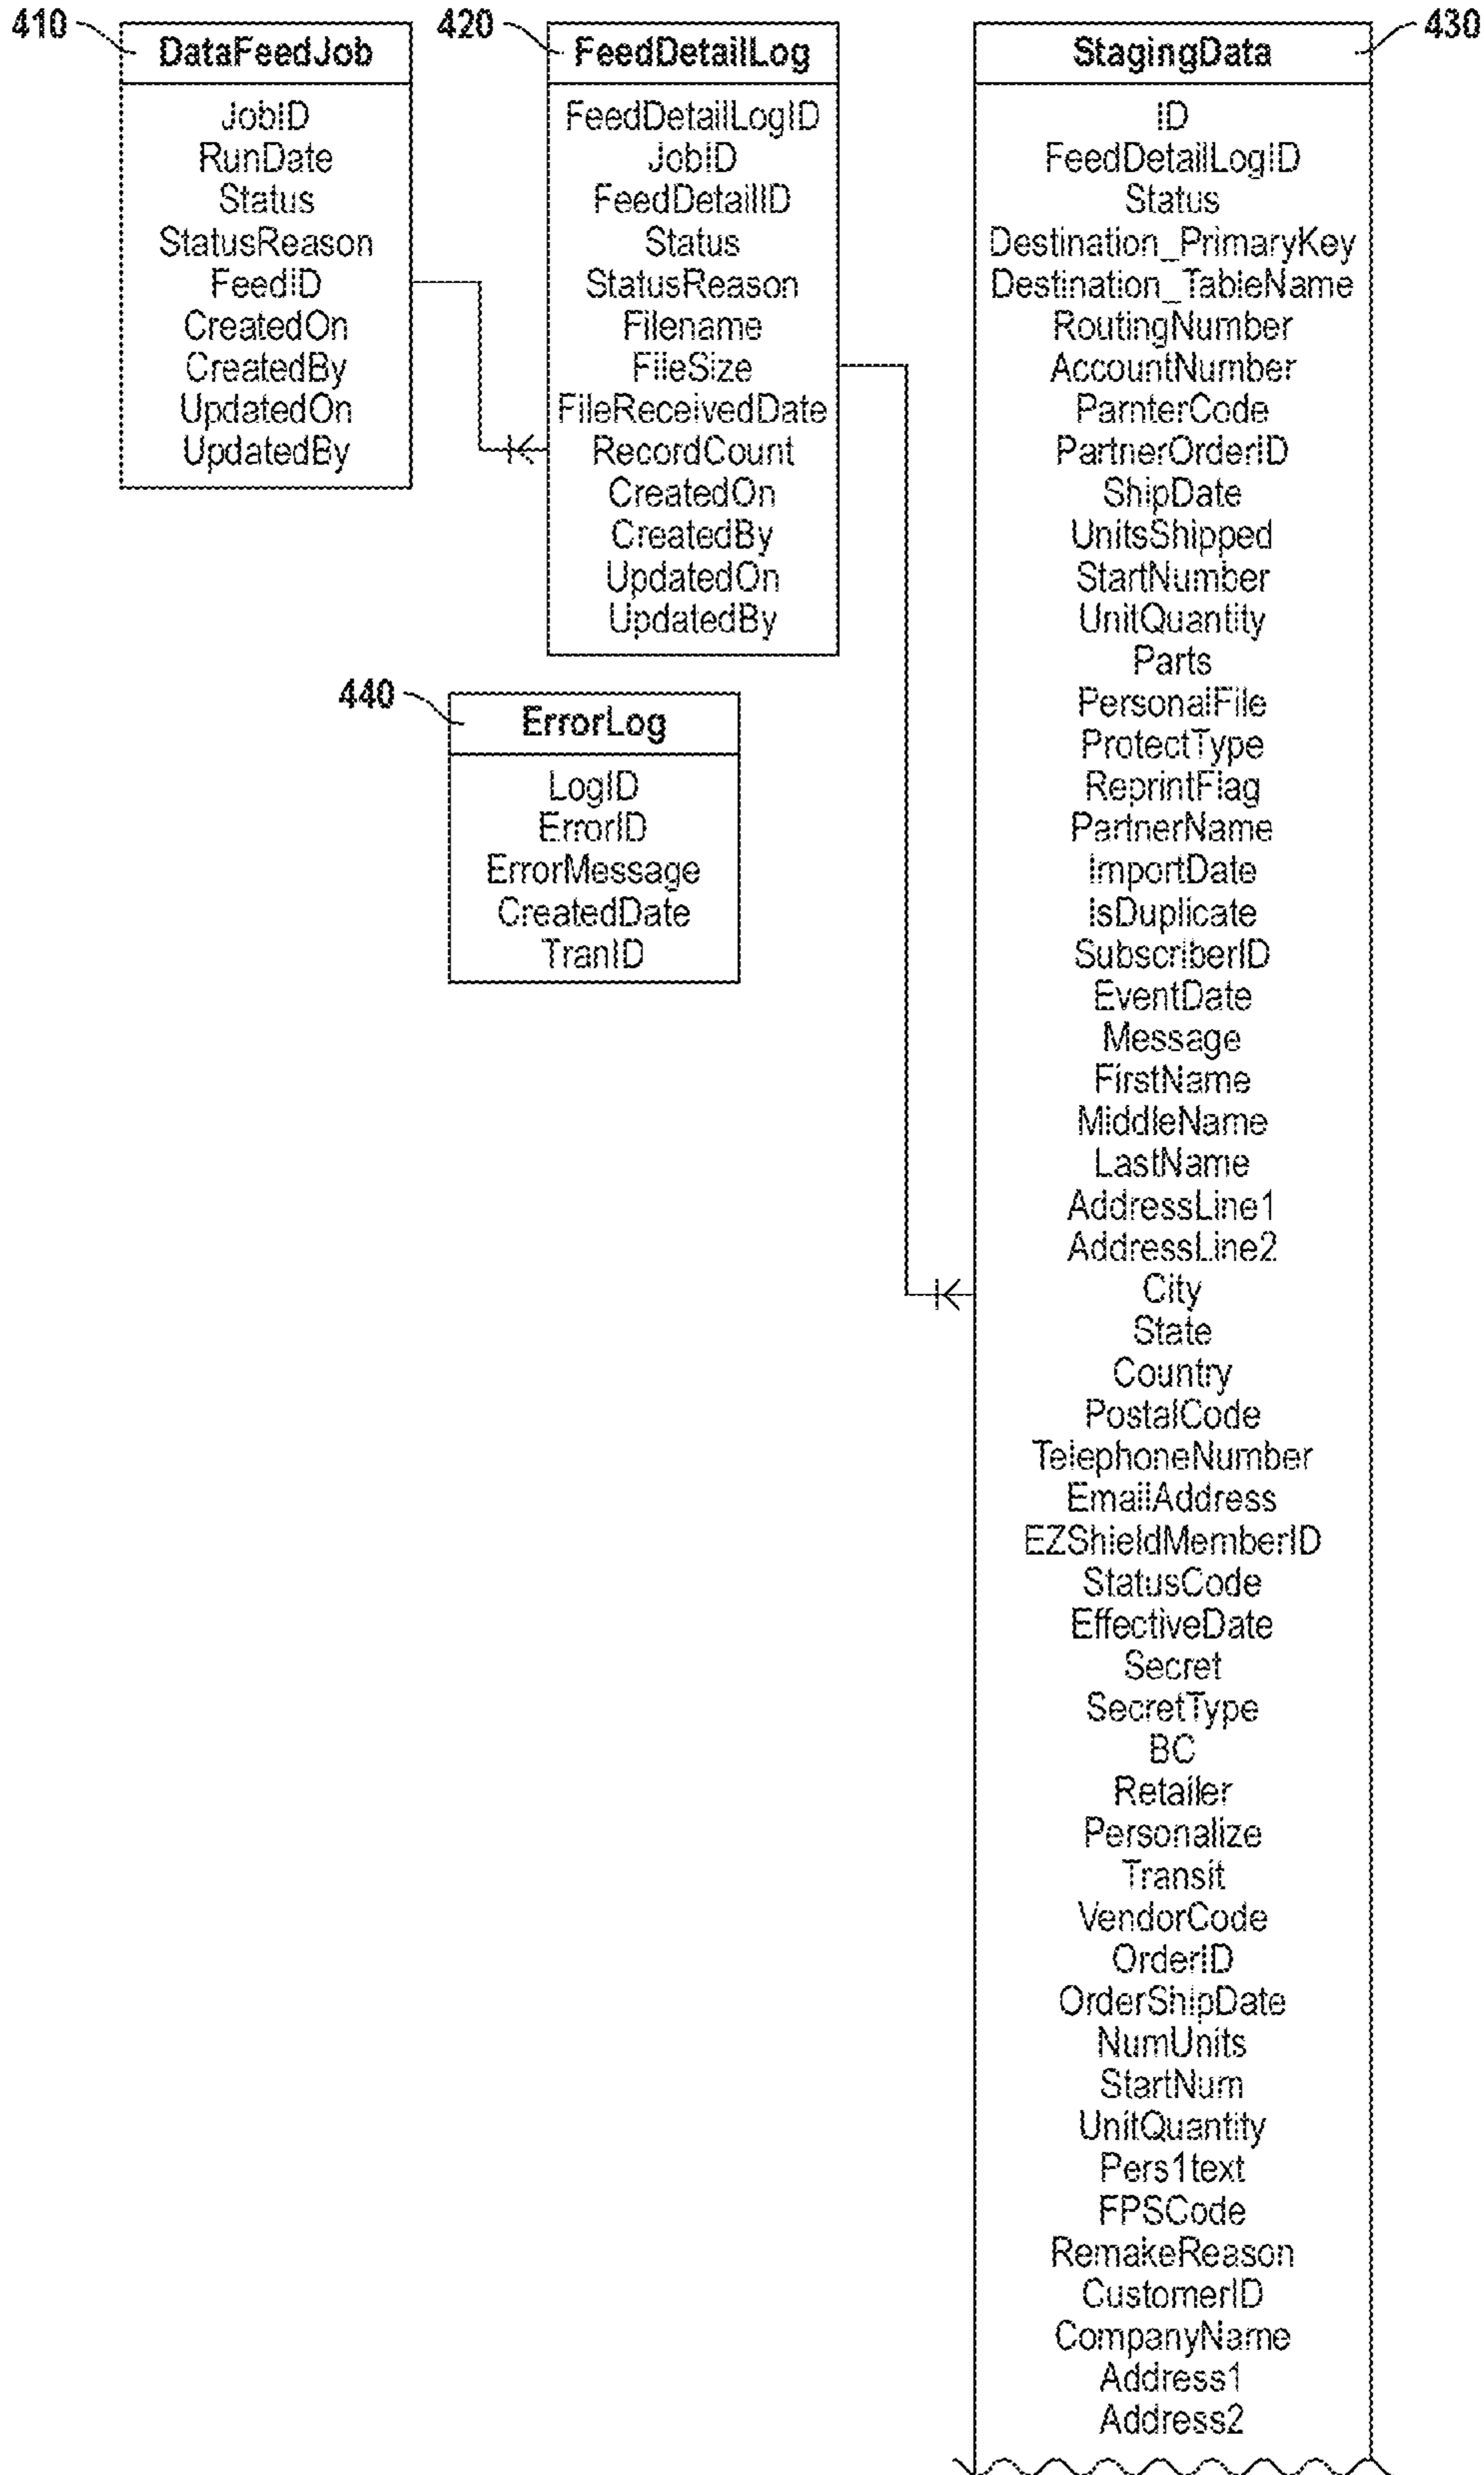 410
DataFeedJob
JobID
RunDate
Status
StatusReason
FeedID
CreatedOn
CreatedBy
UpdatedOn
UpdatedBy
420
FeedDetailLog
FeedDetailLogID
JobID
FeedDetailID
Status
StatusReason
Filename
FileSize
FileReceivedDate
RecordCount
CreatedOn
CreatedBy
UpdatedOn
UpdatedBy
440
ErrorLog
LogID
ErrorID
ErrorMessage
CreatedDate
TranID
430
StagingData
ID
FeedDetailLogID
Status
Destination_PrimaryKey
Destination_TableName
RoutingNumber
AccountNumber
ParnterCode
PartnerOrderID
ShipDate
UnitsShipped
StartNumber
UnitQuantity
Parts
PersonalFile
ProtectType
ReprintFlag
PartnerName
ImportDate
IsDuplicate
SubscriberID
EventDate
Message
FirstName
MiddleName
LastName
AddressLine1
AddressLine2
City
State
Country
PostalCode
TelephoneNumber
EmailAddress
EZShieldMemberID
StatusCode
EffectiveDate
Secret
SecretType
BC
Retailer
Personalize
Transit
VendorCode
OrderID
OrderShipDate
NumUnits
StartNum
UnitQuantity
Pers1text
FPSCode
RemakeReason
CustomerID
CompanyName
Address1
Address2